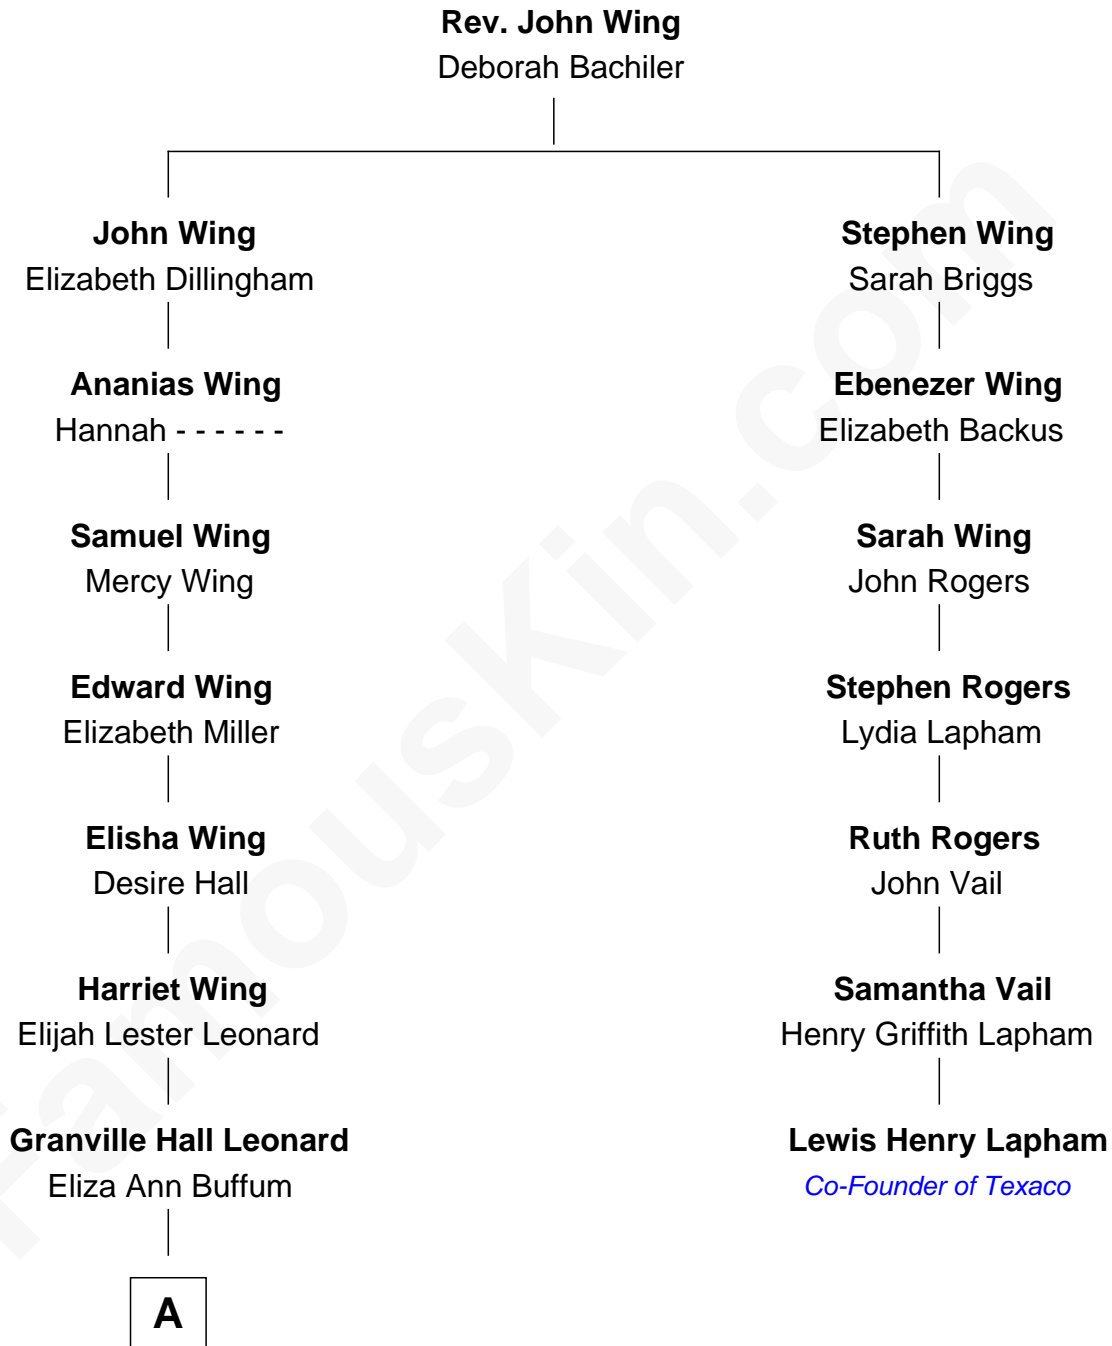 Rev. John Wing
Deborah Bachiler
John Wing
Elizabeth Dillingham
Ananias Wing
Hannah - - - - - -
Samuel Wing
Mercy Wing
Edward Wing
Elizabeth Miller
Elisha Wing
Desire Hall
Harriet Wing
Elijah Lester Leonard
Granville Hall Leonard
Eliza Ann Buffum
A
Stephen Wing
Sarah Briggs
Ebenezer Wing
Elizabeth Backus
Sarah Wing
John Rogers
Stephen Rogers
Lydia Lapham
Ruth Rogers
John Vail
Samantha Vail
Henry Griffith Lapham
Lewis Henry Lapham
Co-Founder of Texaco
FamousKin.com